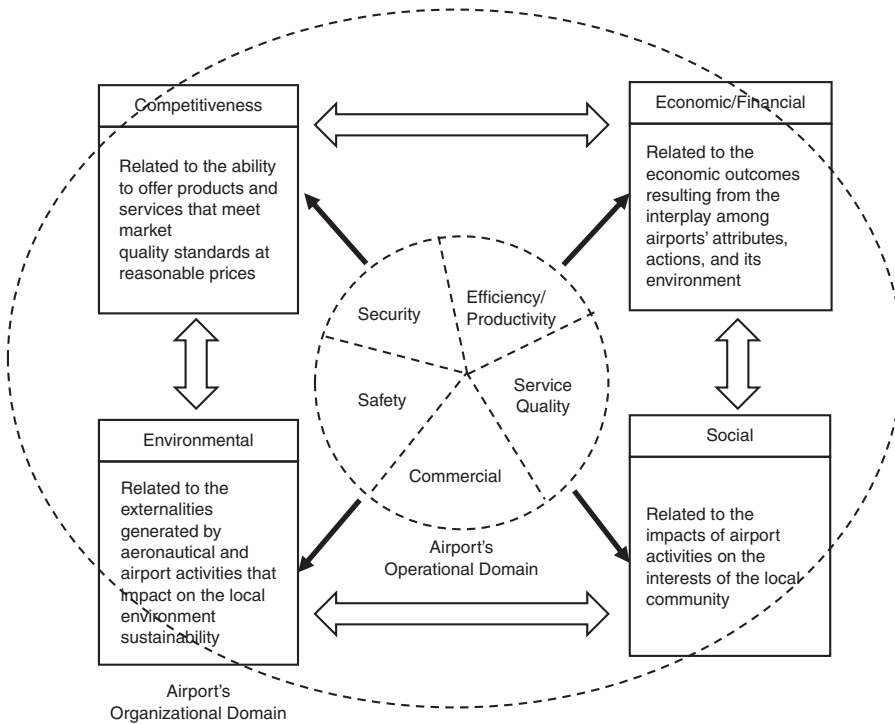 Competitiveness
Related to the ability
to offer products and
services that meet
market
quality standards at
reasonable prices
Economic/Financial
Related to the
economic outcomes
resulting from the
interplay among
airports' attributes,
actions, and its
environment
Security
Efficiency/
Productivity
Safety
Service
Quality
Commercial
Airport's
Operational Domain
Environmental
Related to the
externalities
generated by
aeronautical and
airport activities that
impact on the local
environment
sustainability
Social
Related to the
impacts of airport
activities on the
interests of the local
community
Airport's
Organizational Domain